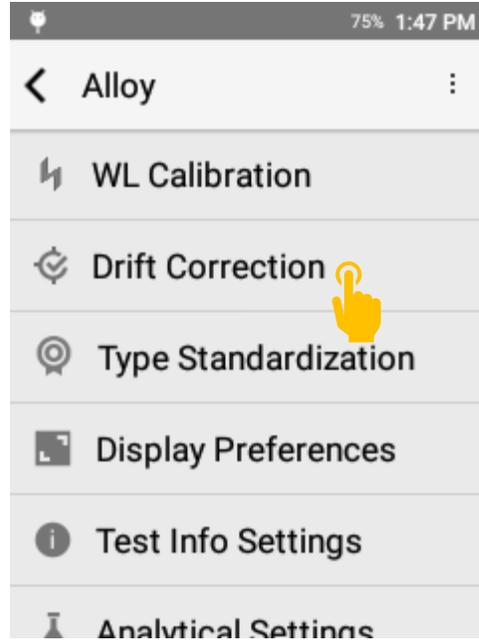 75% 1:47 PM
Alloy
WL Calibration
Drift Correction
Type Standardization
Display Preferences
Test Info Settings
Analytical Settings